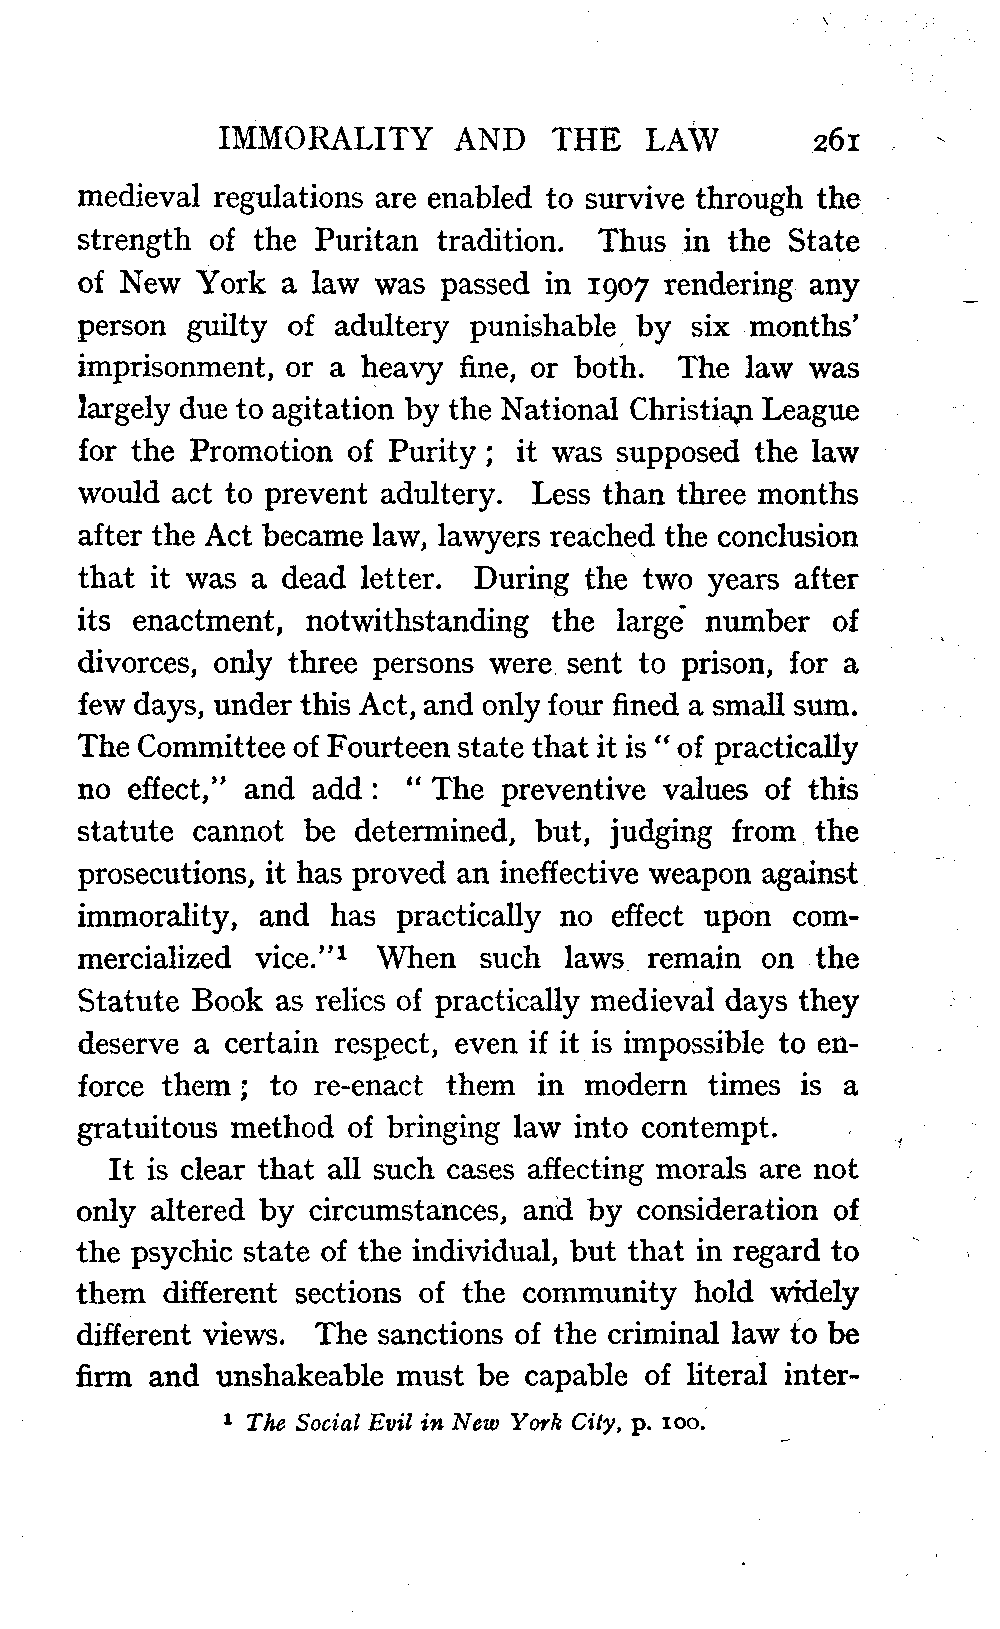 IMMORALITY AND THE LAW 261
medieval regulations are enabled to survive through the
strength of the Puritan tradition. Thus in the State
of New York a law was passed in 1907 rendering any
person guilty of adultery punishable by six months'
imprisonment, or a heavy fine, or both. The law was
largely due to agitation by the National Christian League
for the Promotion of Purity ; it was supposed the law
would act to prevent adultery. Less than three months
after the Act became law, lawyers reached the conclusion
that it was a dead letter. During the two years after
its enactment, notwithstanding the large number of
divorces, only three persons were sent to prison, for a
few days, under this Act, and only four fined a small sum.
The Committee of Fourteen state that it is " of practically
no effect," and add : " The preventive values of this
statute cannot be determined, but, judging from the
prosecutions, it has proved an ineffective weapon against
immorality, and has practically no effect upon com-
mercialized vice."1 When such laws remain on the
Statute Book as relics of practically medieval days they
deserve a certain respect, even if it is impossible to en-
force them ; to re-enact them in modern times is a
gratuitous method of bringing law into contempt.
It is clear that all such cases affecting morals are not
only altered by circumstances, and by consideration of
the psychic state of the individual, but that in regard to
them different sections of the community hold widely
different views. The sanctions of the criminal law to be
firm and unshakeable must be capable of literal inter-
1 The Social Evil in New York City, p. 100.